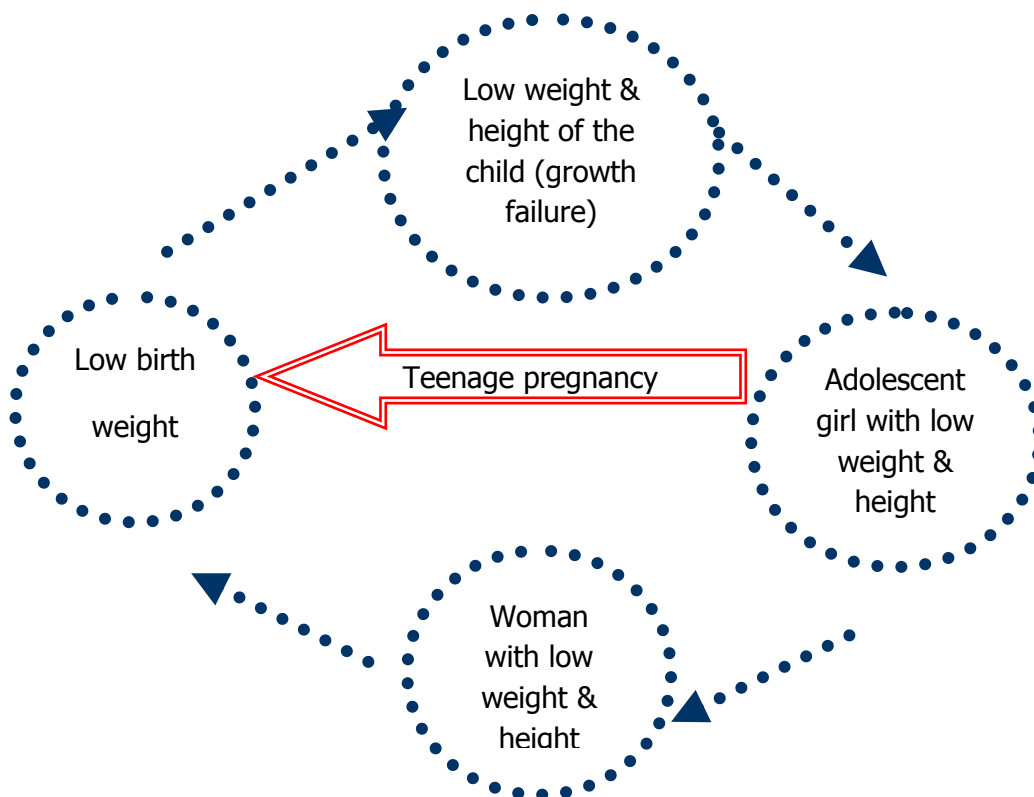 Low weight &
height of the
child (growth
failure)
Low birth
weight
Teenage pregnancy
Adolescent
girl with low
weight &
height
Woman
with low
weight &
height